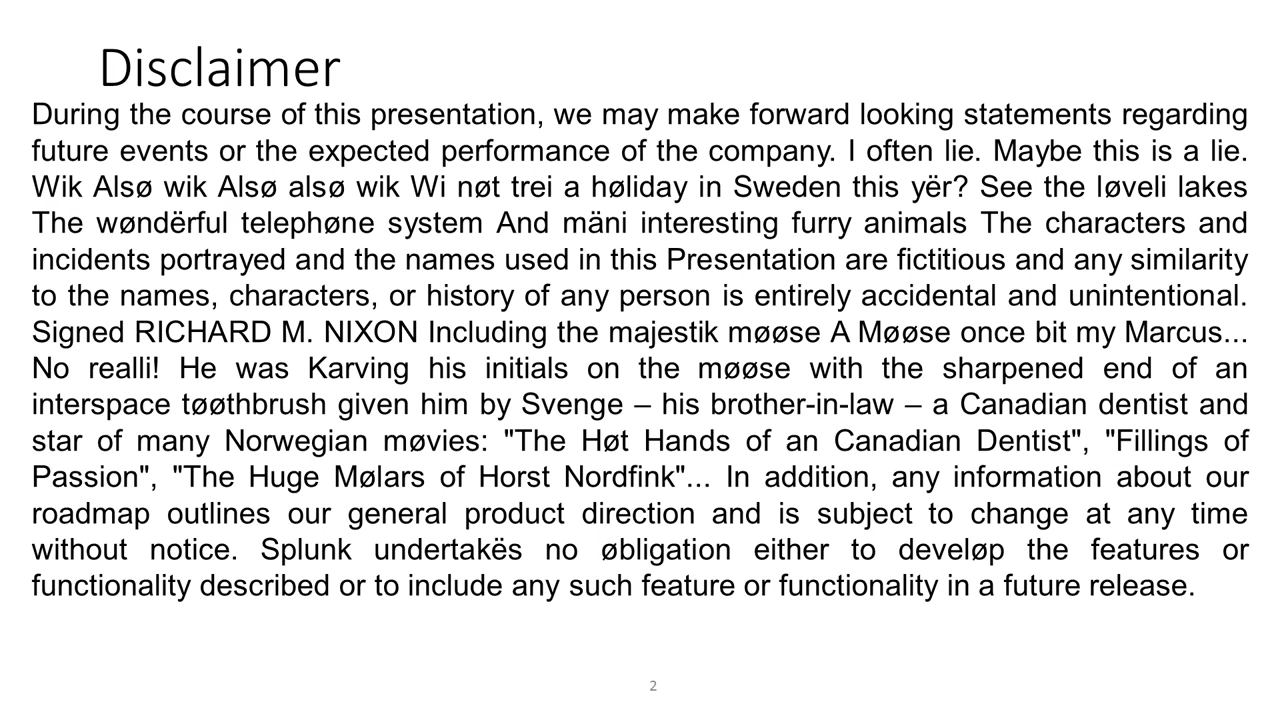 Disclaimer
During the course of this presentation, we may make forward looking statements regarding
future events or the expected performance of the company. I often lie. Maybe this is a lie.
Wik Alsø wik Alsø alsø wik Wi nøt trei a høliday in Sweden this yër? See the løveli lakes
The wøndërful telephøne system And mäni interesting furry animals The characters and
incidents portrayed and the names used in this Presentation are fictitious and any similarity
to the names, characters, or history of any person is entirely accidental and unintentional.
Signed RICHARD M. NIXON Including the majestik møøse A Møøse once bit my Marcus...
No realli! He was Karving his initials on the møøse with the sharpened end of an
interspace tøøthbrush given him by Svenge – his brother-in-law – a Canadian dentist and
star of many Norwegian møvies: "The Høt Hands of an Canadian Dentist", "Fillings of
Passion", "The Huge Mølars of Horst Nordfink"... In addition, any information about our
roadmap outlines our general product direction and is subject to change at any time
without notice. Splunk undertakës no øbligation either to develøp the features or
functionality described or to include any such feature or functionality in a future release.
2